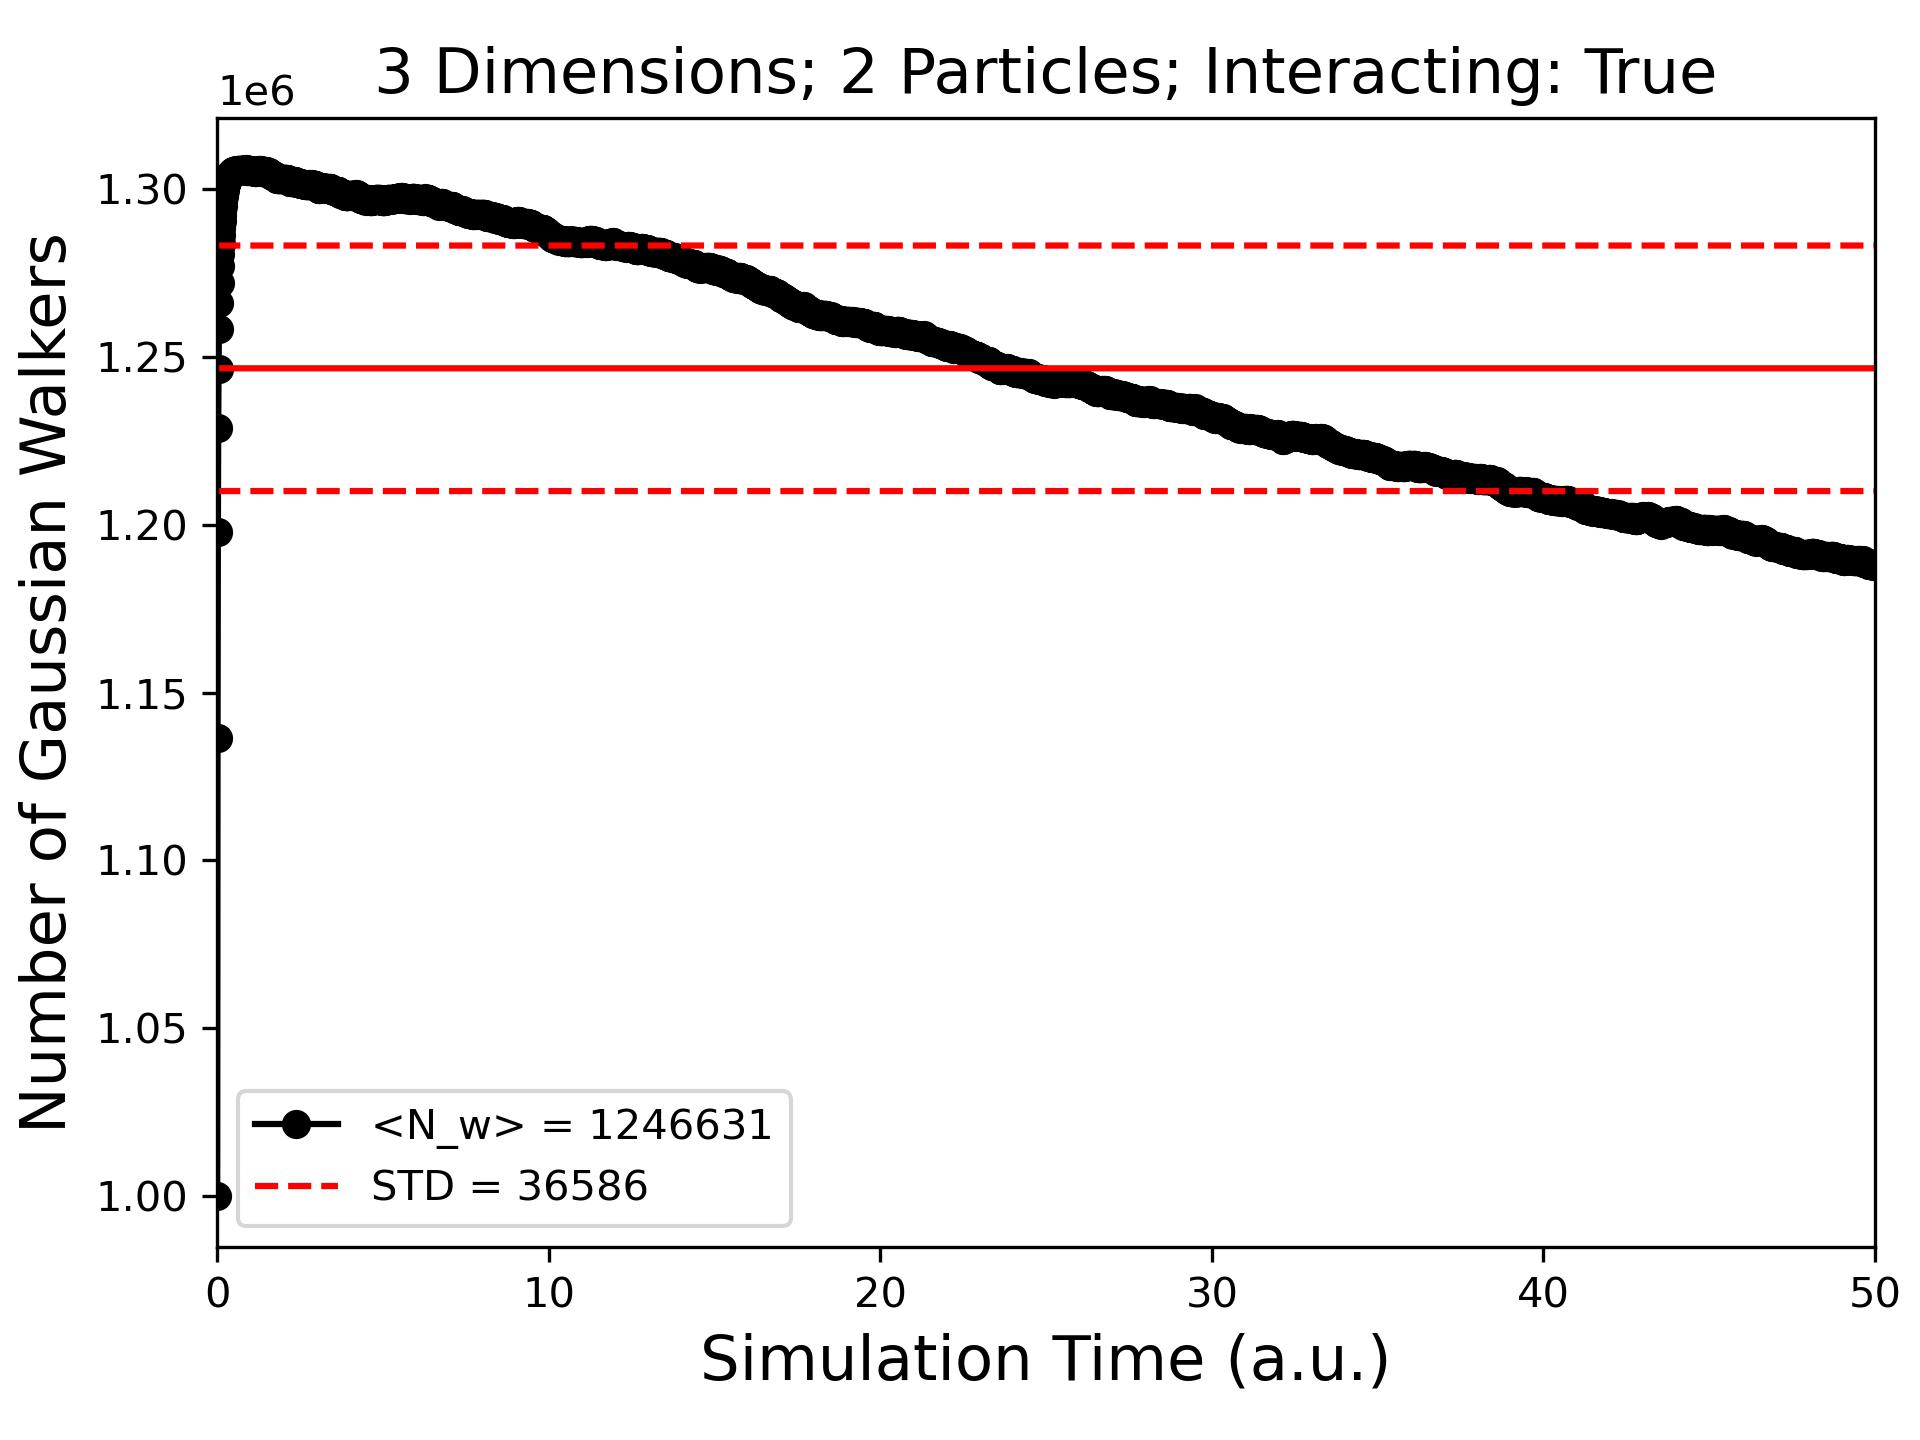 3 Dimensions; 2 Particles; Interacting: True
1e6
Number of Gaussian Walkers
1.30
1.25
1.20
1.15
1.10
1.05
1.00
<N_w> = 1246631
STD = 36586
0 10 20 30 40 50
Simulation Time (a.u.)